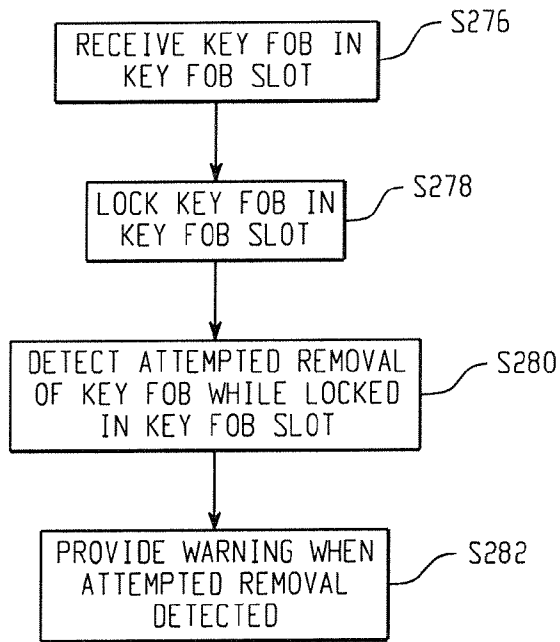 RECEIVE KEY FOB IN
KEY FOB SLOT
S276
LOCK KEY FOB IN
KEY FOB SLOT
S278
DETECT ATTEMPTED REMOVAL
OF KEY FOB WHILE LOCKED
IN KEY FOB SLOT
S280
PROVIDE WARNING WHEN
ATTEMPTED REMOVAL
DETECTED
S282